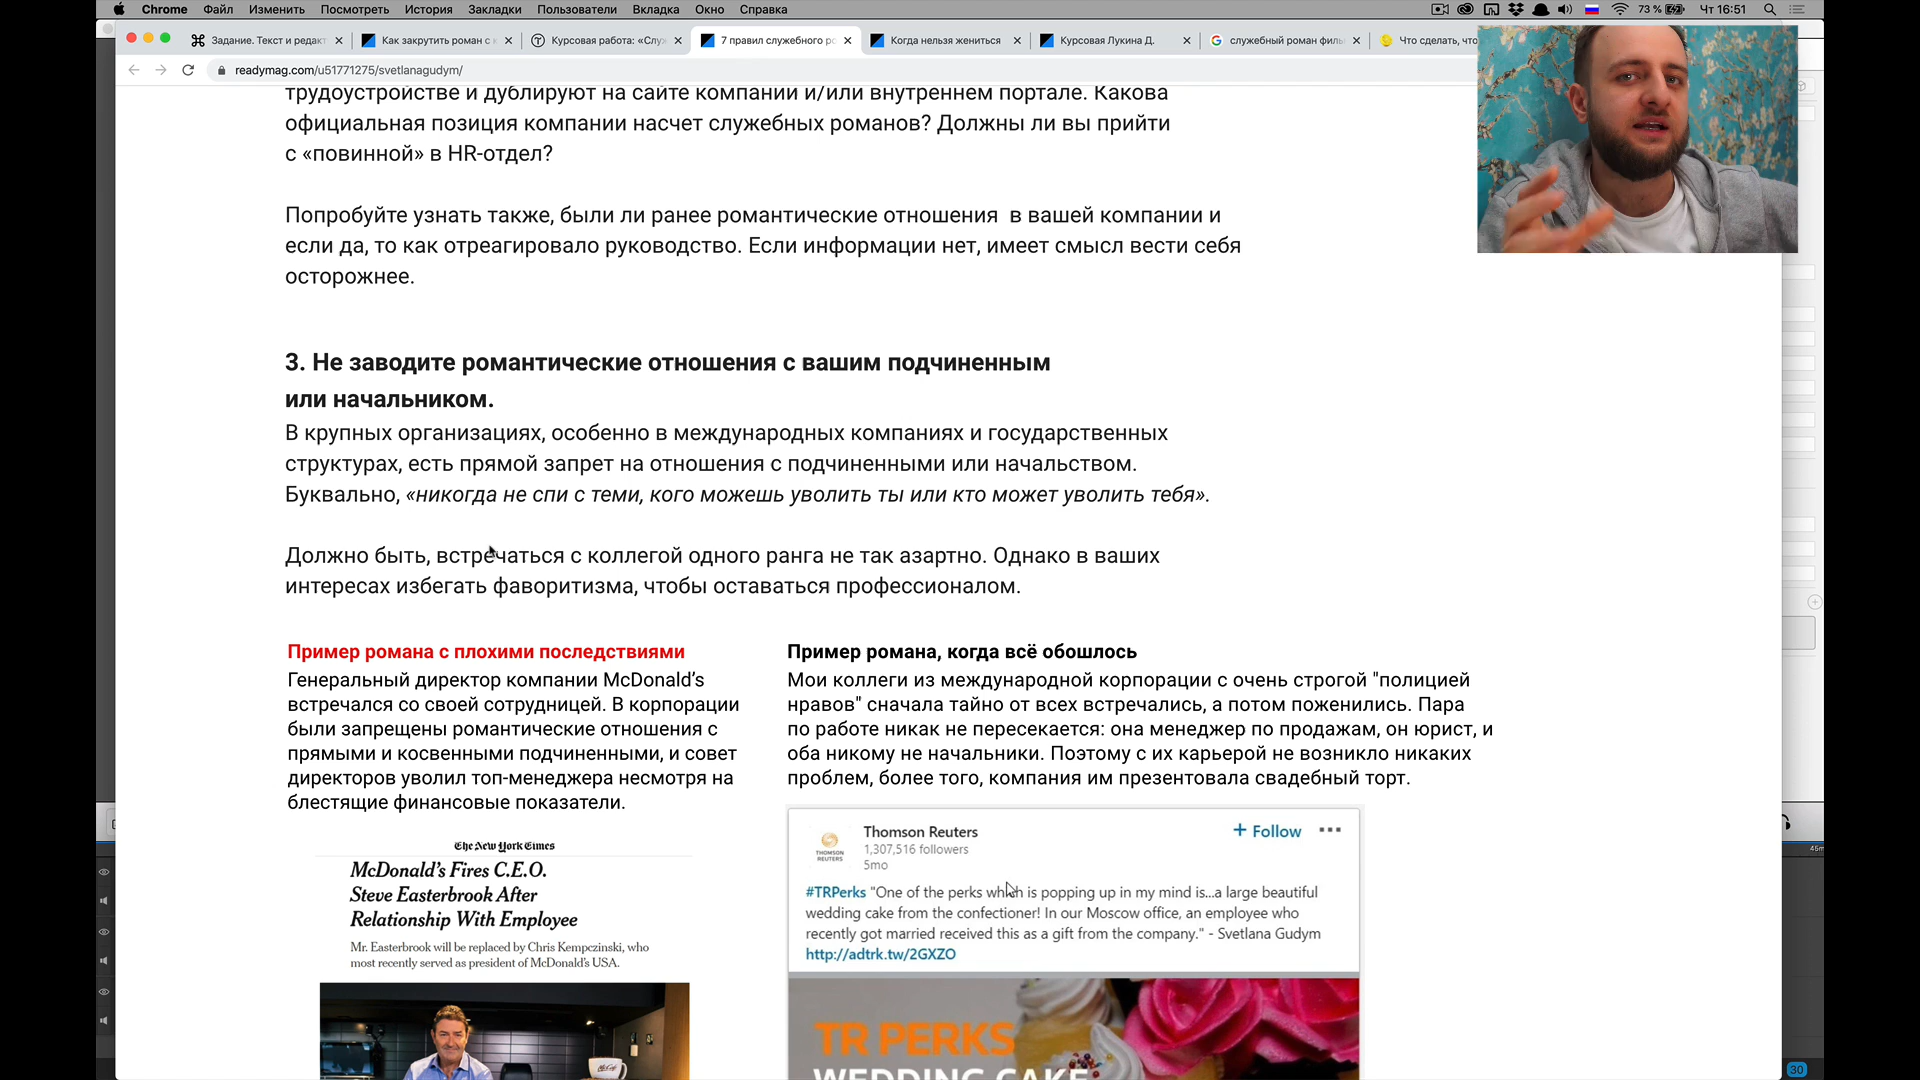 Chrome Файл Изменить Посмотреть История Закладки Пользователи Вкладка Окно Справка 73 % Чт 16:51
Задание. Текст и редакт
Как закрутить роман с к
Курсовая работа: «Слу
7 правил служебного ро
Когда нельзя жениться
Курсовая Лукина Д.
служебный роман филь
Что сделать, что
readymag.com/u51771275/svetlanagudym/
трудоустройстве и дублируют на сайте компании и/или внутреннем портале. Какова
официальная позиция компании насчет служебных романов? Должны ли вы прийти
с «повинной» в HR-отдел?
Попробуйте узнать также, были ли ранее романтические отношения в вашей компании и
если да, то как отреагировало руководство. Если информации нет, имеет смысл вести себя
осторожнее.
3. Не заводите романтические отношения с вашим подчиненным
или начальником.
В крупных организациях, особенно в международных компаниях и государственных
структурах, есть прямой запрет на отношения с подчиненными или начальством.
Буквально, «никогда не спи с теми, кого можешь уволить ты или кто может уволить тебя».
Должно быть, встречаться с коллегой одного ранга не так азартно. Однако в ваших
интересах избегать фаворитизма, чтобы оставаться профессионалом.
Пример романа с плохими последствиями
Генеральный директор компании McDonald’s
встречался со своей сотрудницей. В корпорации
были запрещены романтические отношения с
прямыми и косвенными подчиненными, и совет
директоров уволил топ-менеджера несмотря на
блестящие финансовые показатели.
The New York Times
McDonald’s Fires C.E.O.
Steve Easterbrook After
Relationship With Employee
Mr. Easterbrook will be replaced by Chris Kempczinski, who
most recently served as president of McDonald’s USA.
Пример романа, когда всё обошлось
Мои коллеги из международной корпорации с очень строгой "полицией
нравов" сначала тайно от всех встречались, а потом поженились. Пара
по работе никак не пересекается: она менеджер по продажам, он юрист, и
оба никому не начальники. Поэтому с их карьерой не возникло никаких
проблем, более того, компания им презентовала свадебный торт.
THOMSON
REUTERS
Thomson Reuters
1,307,516 followers
5mo
+ Follow
#TRPerks "One of the perks which is popping up in my mind is...a large beautiful
wedding cake from the confectioner! In our Moscow office, an employee who
recently got married received this as a gift from the company." - Svetlana Gudym
http://adtrk.tw/2GXZO
TR PERKS
WEDDING CAKE
45m
30